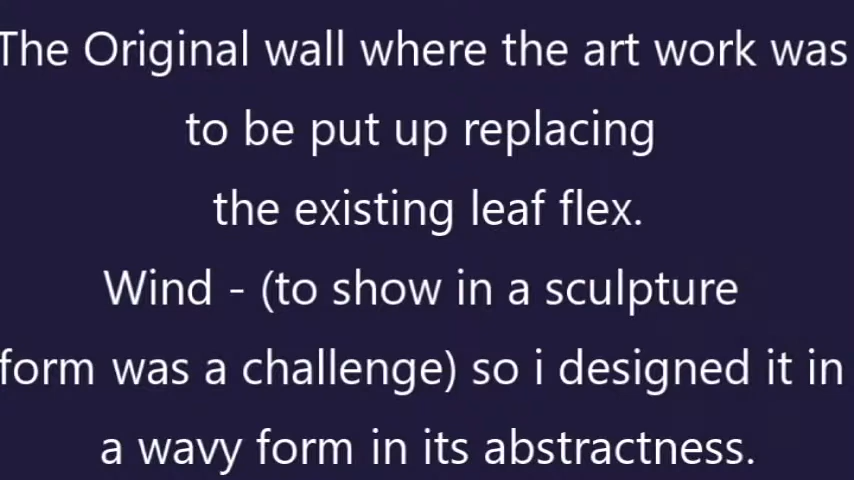 The Original wall where the art work was
to be put up replacing
the existing leaf flex.
Wind - (to show in a sculpture
form was a challenge) so i designed it in
a wavy form in its abstractness.